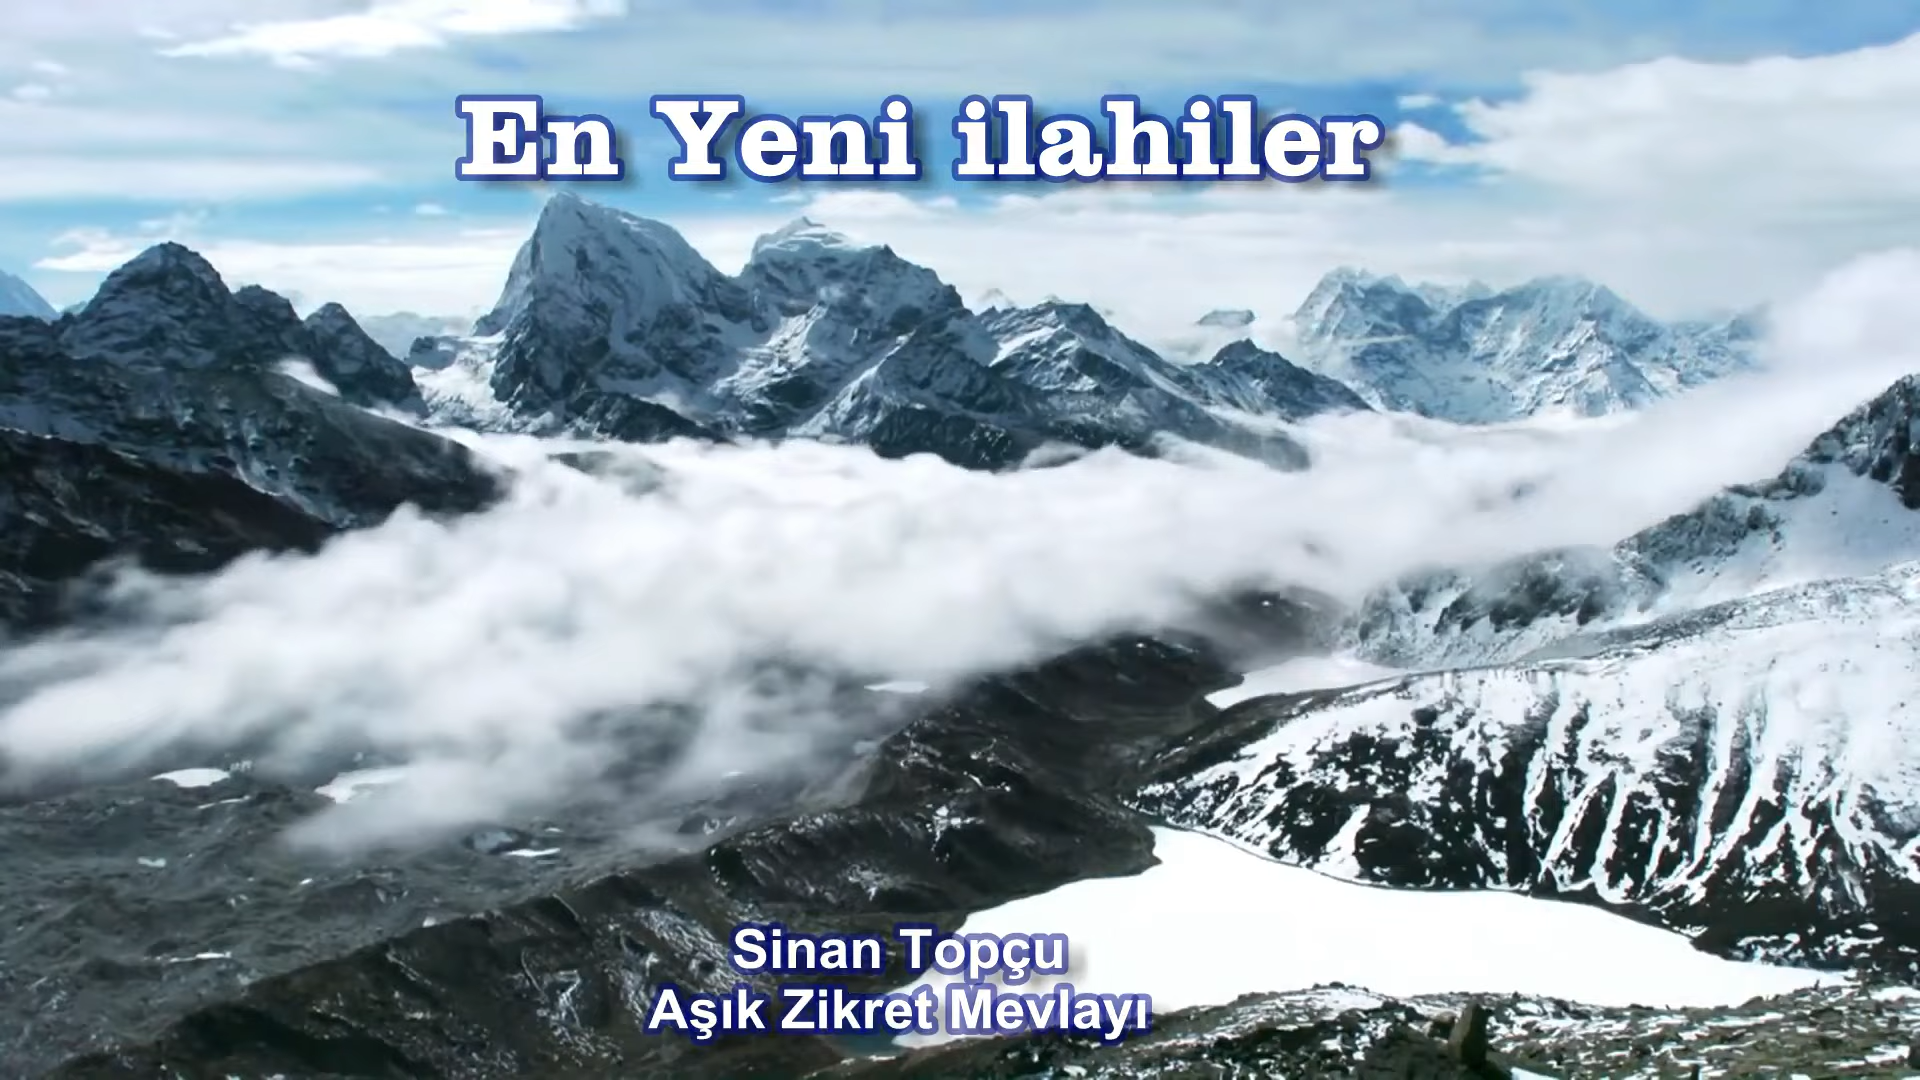 En Yeni ilahiler
Sinan Topçu
Aşık Zikret Mevlayı